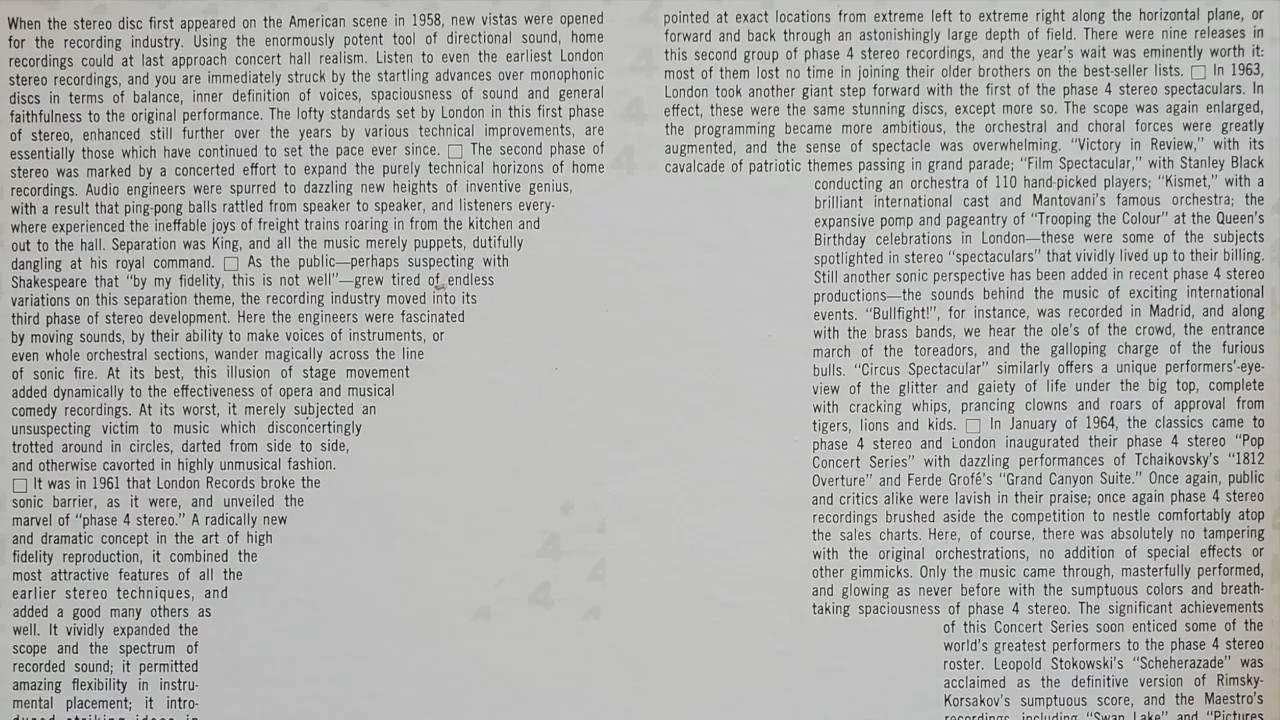 When the stereo disc first appeared on the American scene in 1958, new vistas were opened
for the recording industry. Using the enormously potent tool of directional sound, home
recordings could at last approach concert hall realism. Listen to even the earliest London
stereo recordings, and you are immediately struck by the startling advances over monophonic
discs in terms of balance, inner definition of voices, spaciousness of sound and general
faithfulness to the original performance. The lofty standards set by London in this first phase
of stereo, enhanced still further over the years by various technical improvements, are
essentially those which have continued to set the pace ever since. □ The second phase of
stereo was marked by a concerted effort to expand the purely technical horizons of home
recordings. Audio engineers were spurred to dazzling new heights of inventive genius,
with a result that ping-pong balls rattled from speaker to speaker, and listeners every-
where experienced the ineffable joys of freight trains roaring in from the kitchen and
out to the hall. Separation was King, and all the music merely puppets, dutifully
dangling at his royal command. □ As the public—perhaps suspecting with
Shakespeare that “by my fidelity, this is not well”—grew tired of endless
variations on this separation theme, the recording industry moved into its
third phase of stereo development. Here the engineers were fascinated
by moving sounds, by their ability to make voices of instruments, or
even whole orchestral sections, wander magically across the line
of sonic fire. At its best, this illusion of stage movement
added dynamically to the effectiveness of opera and musical
comedy recordings. At its worst, it merely subjected an
unsuspecting victim to music which disconcertingly
trotted around in circles, darted from side to side,
and otherwise cavorted in highly unmusical fashion.
□ It was in 1961 that London Records broke the
sonic barrier, as it were, and unveiled the
marvel of “phase 4 stereo.” A radically new
and dramatic concept in the art of high
fidelity reproduction, it combined the
most attractive features of all the
earlier stereo techniques, and
added a good many others as
well. It vividly expanded the
scope and the spectrum of
recorded sound; it permitted
amazing flexibility in instru-
mental placement; it intro-
duced striking ideas in
pointed at exact locations from extreme left to extreme right along the horizontal plane, or
forward and back through an astonishingly large depth of field. There were nine releases in
this second group of phase 4 stereo recordings, and the year's wait was eminently worth it:
most of them lost no time in joining their older brothers on the best-seller lists. □ In 1963,
London took another giant step forward with the first of the phase 4 stereo spectaculars. In
effect, these were the same stunning discs, except more so. The scope was again enlarged,
the programming became more ambitious, the orchestral and choral forces were greatly
augmented, and the sense of spectacle was overwhelming. “Victory in Review,” with its
cavalcade of patriotic themes passing in grand parade; “Film Spectacular,” with Stanley Black
conducting an orchestra of 110 hand-picked players; “Kismet,” with a
brilliant international cast and Mantovani's famous orchestra; the
expansive pomp and pageantry of “Trooping the Colour” at the Queen's
Birthday celebrations in London—these were some of the subjects
spotlighted in stereo “spectaculars” that vividly lived up to their billing.
Still another sonic perspective has been added in recent phase 4 stereo
productions—the sounds behind the music of exciting international
events. “Bullfight!”, for instance, was recorded in Madrid, and along
with the brass bands, we hear the ole's of the crowd, the entrance
march of the toreadors, and the galloping charge of the furious
bulls. “Circus Spectacular” similarly offers a unique performers'-eye-
view of the glitter and gaiety of life under the big top, complete
with cracking whips, prancing clowns and roars of approval from
tigers, lions and kids. □ In January of 1964, the classics came to
phase 4 stereo and London inaugurated their phase 4 stereo “Pop
Concert Series” with dazzling performances of Tchaikovsky's “1812
Overture” and Ferde Grofé's “Grand Canyon Suite.” Once again, public
and critics alike were lavish in their praise; once again phase 4 stereo
recordings brushed aside the competition to nestle comfortably atop
the sales charts. Here, of course, there was absolutely no tampering
with the original orchestrations, no addition of special effects or
other gimmicks. Only the music came through, masterfully performed,
and glowing as never before with the sumptuous colors and breath-
taking spaciousness of phase 4 stereo. The significant achievements
of this Concert Series soon enticed some of the
world's greatest performers to the phase 4 stereo
roster. Leopold Stokowski's “Scheherazade” was
acclaimed as the definitive version of Rimsky-
Korsakov's sumptuous score, and the Maestro's
recordings including “Swan Lake” and “Pictures